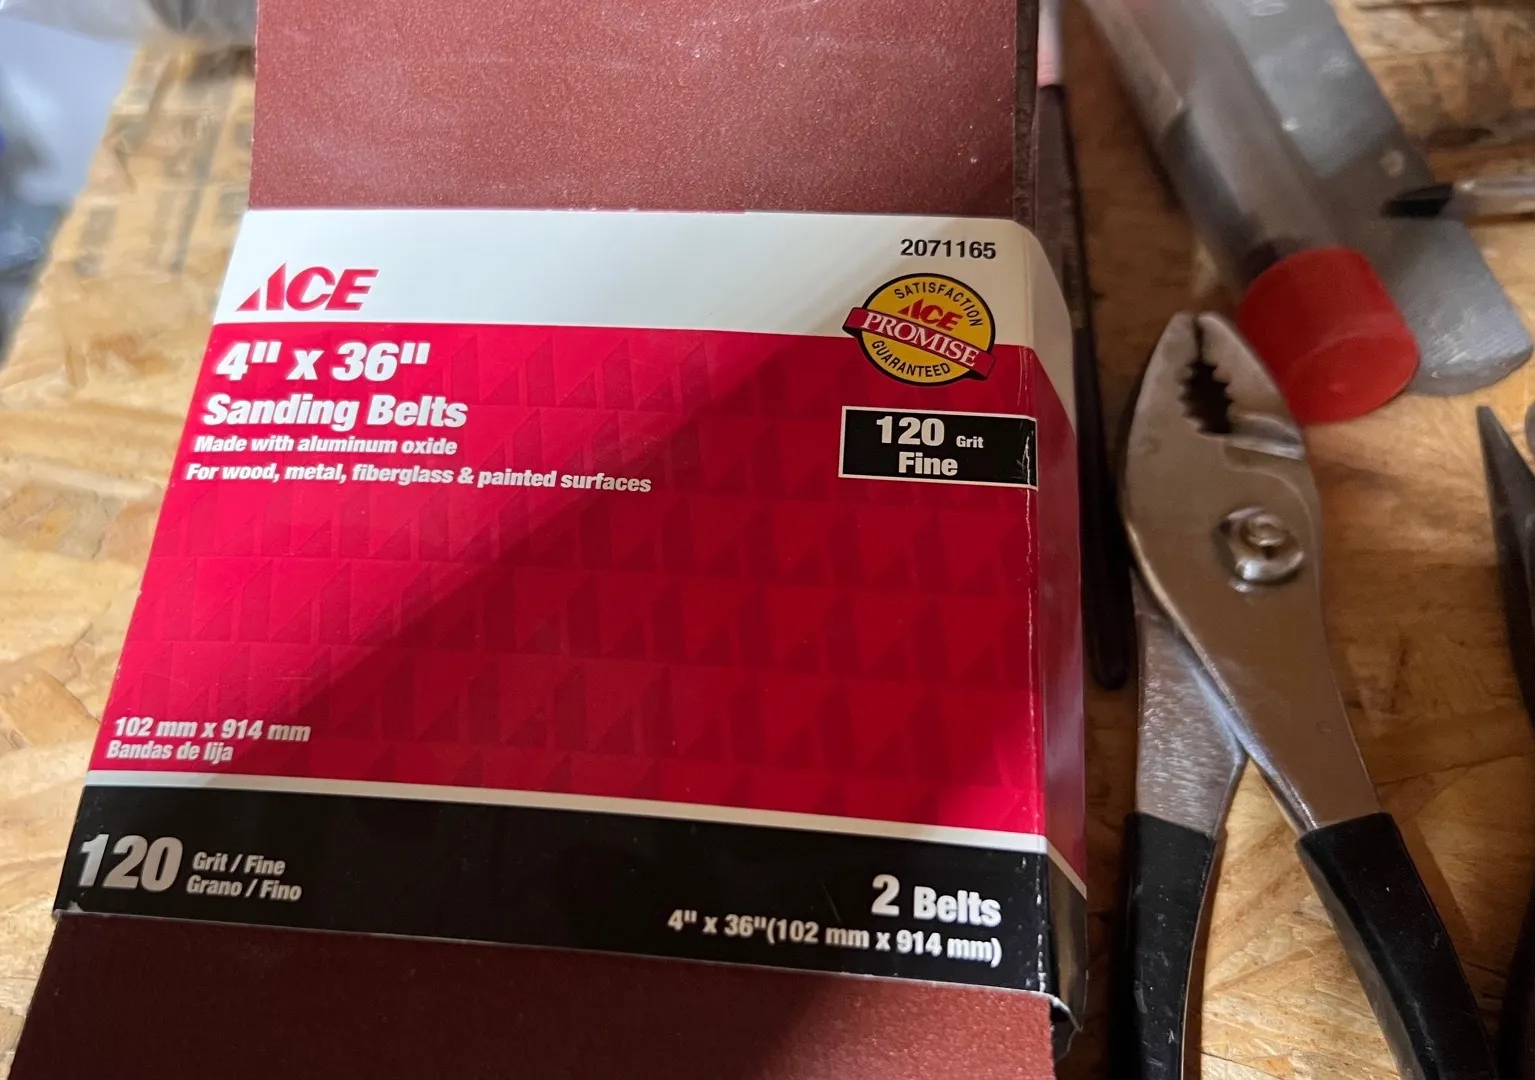 ACE
2071165
SATISFACTION
ACE
PROMISE
GUARANTEED
4" x 36"
Sanding Belts
Made with aluminum oxide
For wood, metal, fiberglass & painted surfaces
120 Grit
Fine
102 mm x 914 mm
Bandas de lija
120 Grit / Fine
Grano / Fino
2 Belts
4" x 36"(102 mm x 914 mm)